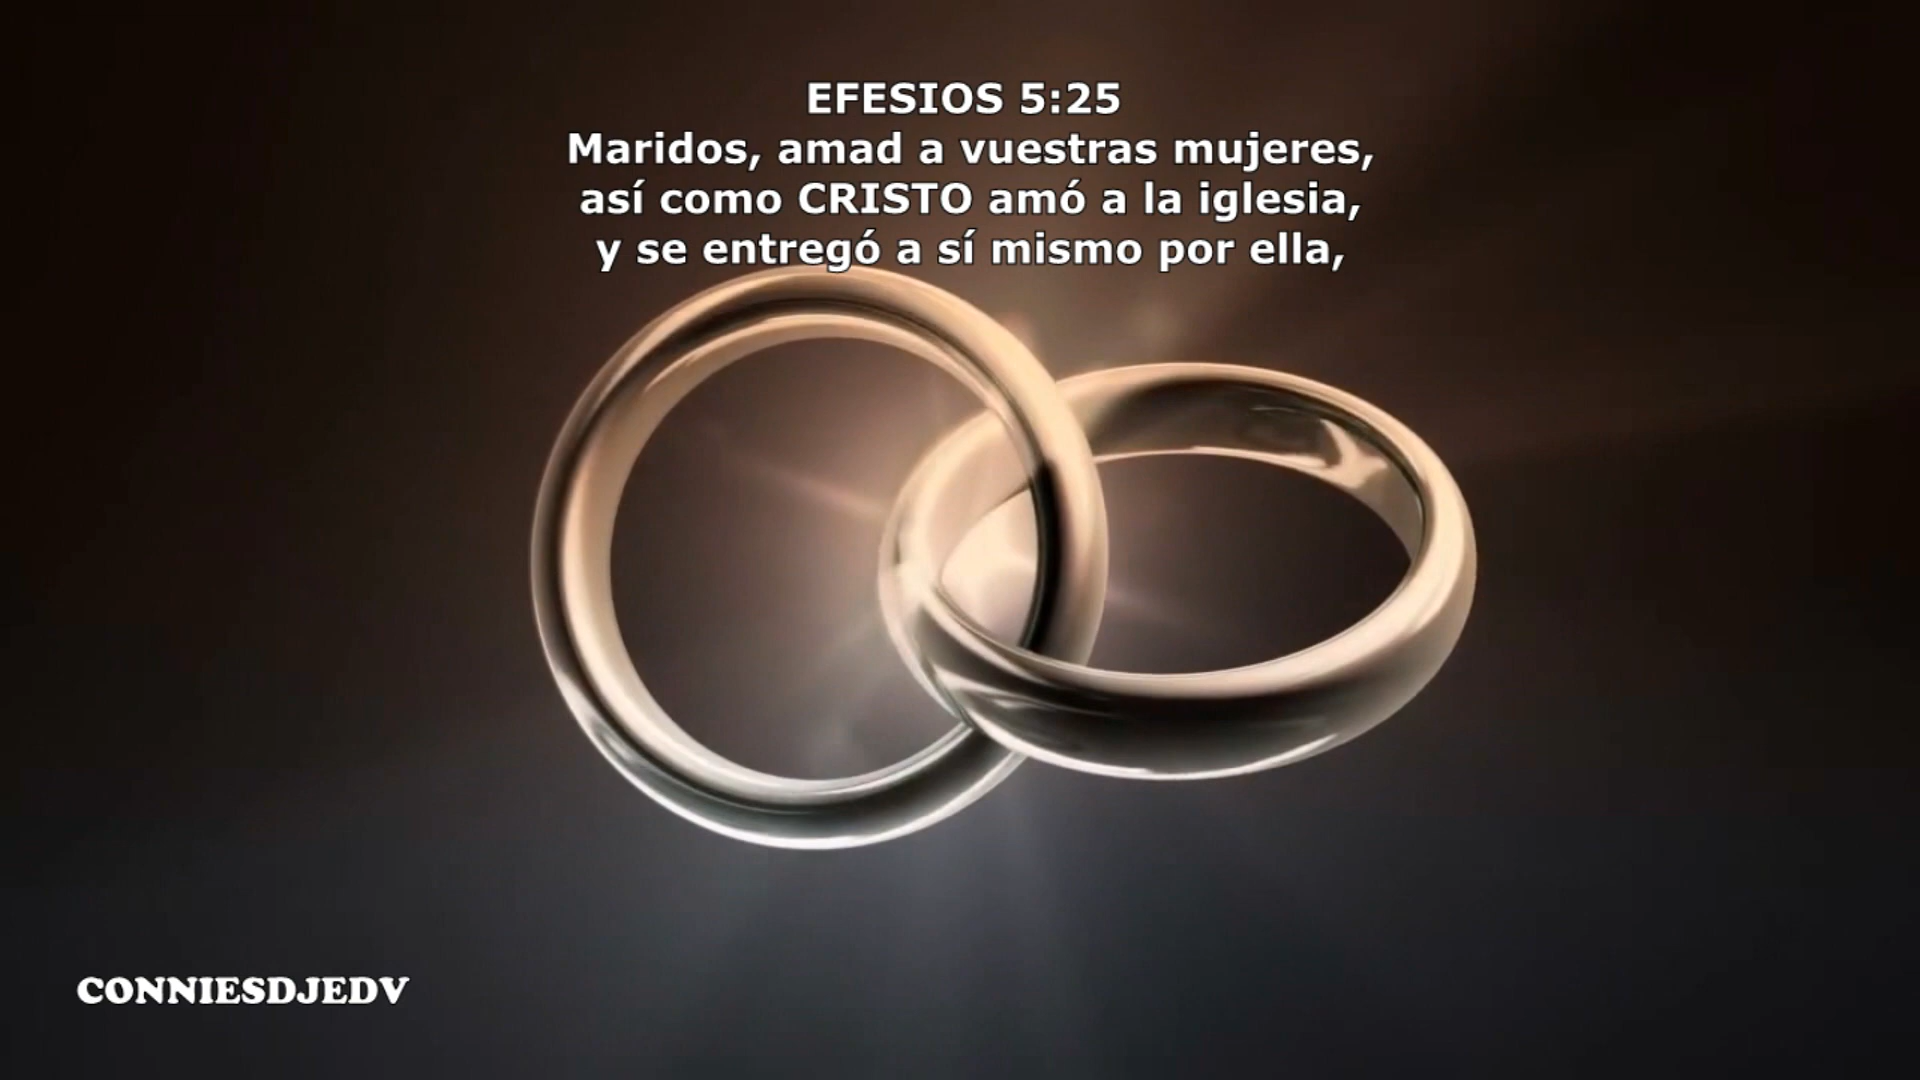 EFESIOS 5:25
Maridos, amad a vuestras mujeres,
así como CRISTO amó a la iglesia,
y se entregó a sí mismo por ella,
CONNIESDJEDV